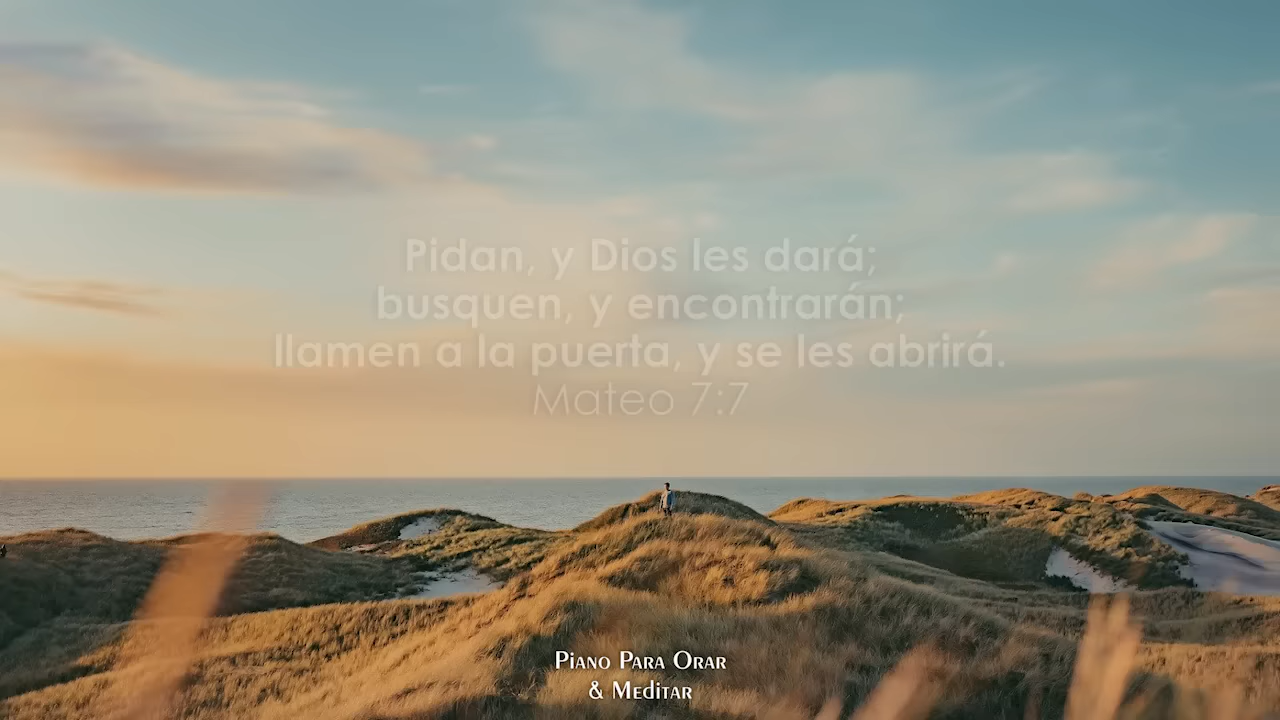 Pidan, y Dios les dará;
busquen, y encontrarán;
llamen a la puerta, y se les abrirá.
Mateo 7:7
Piano Para Orar
& Meditar